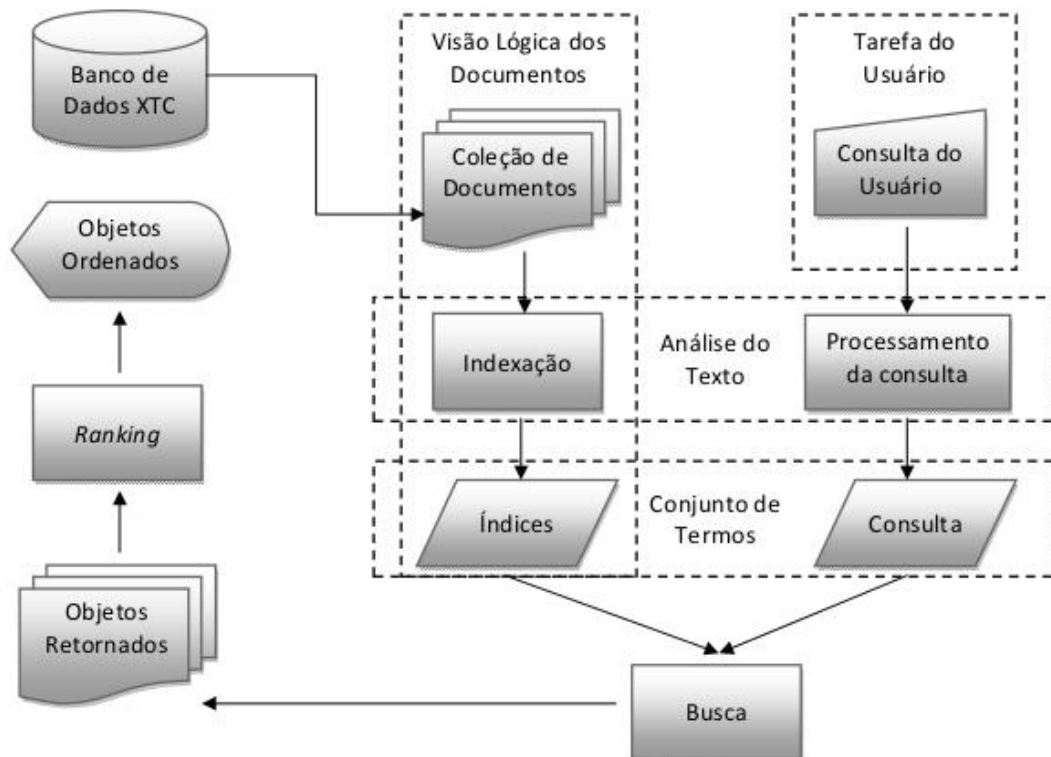 Banco de
Dados XTC
Visão Lógica dos
Documentos
Coleção de
Documentos
Tarefa do
Usuário
Consulta do
Usuário
Objetos
Ordenados
Indexação
Análise do
Texto
Processamento
da consulta
Ranking
Índices
Conjunto de
Termos
Consulta
Objetos
Retornados
Busca